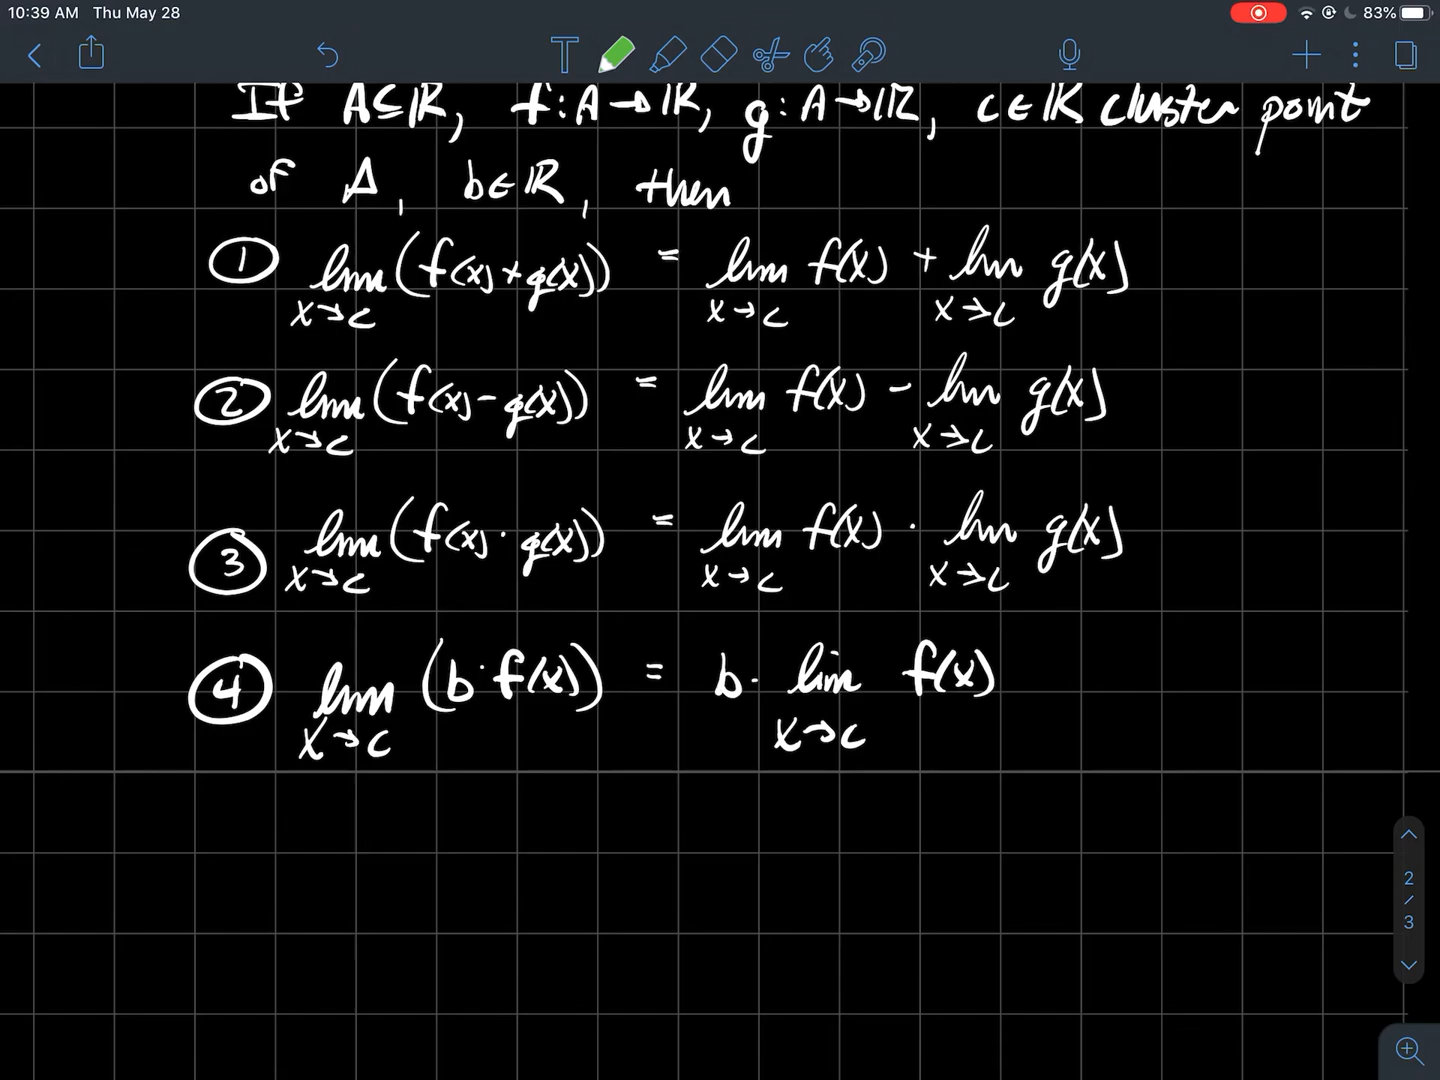 10:39 AM Thu May 28 83%
If A⊆ℝ, f:A→ℝ, g:A→ℝ, c∈ℝ cluster point
of A, b∈ℝ, then
① lim (f(x)+g(x)) = lim f(x) + lim g(x)
x→c x→c x→c
② lim (f(x)-g(x)) = lim f(x) - lim g(x)
x→c x→c x→c
③ lim (f(x)·g(x)) = lim f(x) · lim g(x)
x→c x→c x→c
④ lim (b·f(x)) = b· lim f(x)
x→c x→c
2
/
3